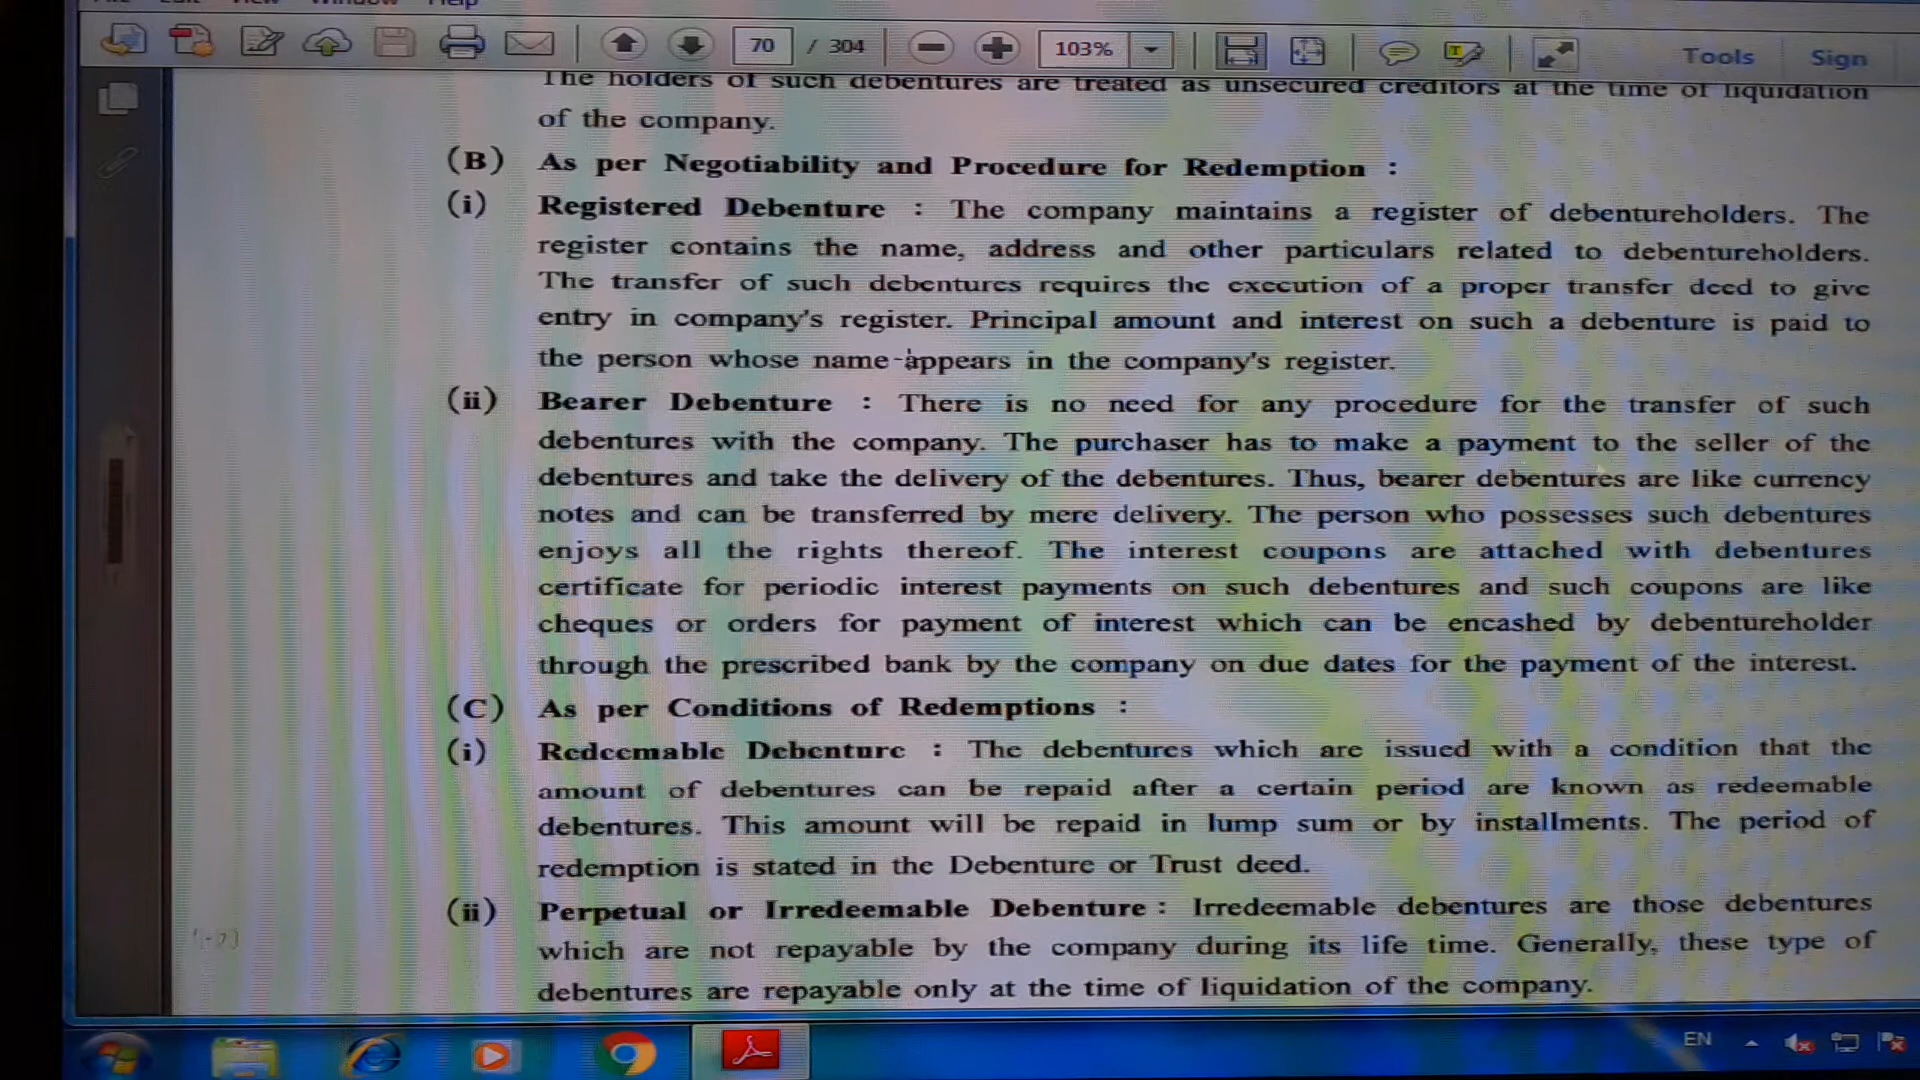 Window Help
70 / 304 103% Tools Sign
The holders of such debentures are treated as unsecured creditors at the time of liquidation
of the company.
(B) As per Negotiability and Procedure for Redemption :
(i) Registered Debenture : The company maintains a register of debentureholders. The
register contains the name, address and other particulars related to debentureholders.
The transfer of such debentures requires the execution of a proper transfer deed to give
entry in company's register. Principal amount and interest on such a debenture is paid to
the person whose name appears in the company's register.
(ii) Bearer Debenture : There is no need for any procedure for the transfer of such
debentures with the company. The purchaser has to make a payment to the seller of the
debentures and take the delivery of the debentures. Thus, bearer debentures are like currency
notes and can be transferred by mere delivery. The person who possesses such debentures
enjoys all the rights thereof. The interest coupons are attached with debentures
certificate for periodic interest payments on such debentures and such coupons are like
cheques or orders for payment of interest which can be encashed by debentureholder
through the prescribed bank by the company on due dates for the payment of the interest.
(C) As per Conditions of Redemptions :
(i) Redeemable Debenture : The debentures which are issued with a condition that the
amount of debentures can be repaid after a certain period are known as redeemable
debentures. This amount will be repaid in lump sum or by installments. The period of
redemption is stated in the Debenture or Trust deed.
(ii) Perpetual or Irredeemable Debenture : Irredeemable debentures are those debentures
which are not repayable by the company during its life time. Generally, these type of
debentures are repayable only at the time of liquidation of the company.
EN